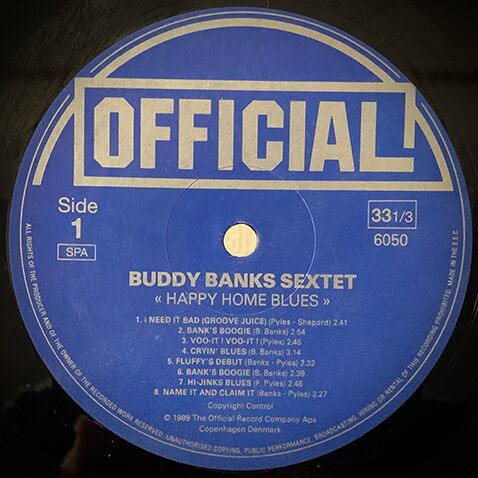 OFFICIAL
Side
1
SPA
33 1/3
6050
BUDDY BANKS SEXTET
« HAPPY HOME BLUES »
1. I NEED IT BAD (GROOVE JUICE) (Pyles - Shepard) 2.41
2. BANK'S BOOGIE (B. Banks) 2.54
3. VOO-IT ! VOO-IT ! (Pyles) 2.45
4. CRYIN' BLUES (B. Banks) 3.14
5. FLUFFY'S DEBUT (Banks - Pyles) 2.32
6. BANK'S BOOGIE (B. Banks) 2.39
7. HI-JINKS BLUES (F. Pyles) 2.46
8. NAME IT AND CLAIM IT (Banks - Pyles) 2.27
Copyright Control
© 1989 The Official Record Company Aps
Copenhagen Denmark
ALL RIGHTS OF THE PRODUCER AND OF THE OWNER OF THE RECORDED WORK RESERVED. UNAUTHORISED COPYING, PUBLIC PERFORMANCE, BROADCASTING, HIRING OR RENTAL OF THIS RECORDING PROHIBITED. MADE IN THE E.E.C.